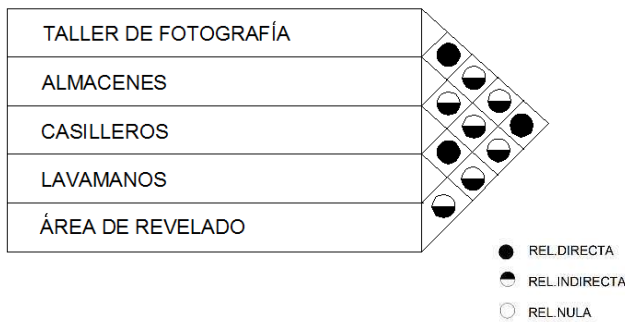 TALLER DE FOTOGRAFÍA
ALMACENES
CASILLEROS
LAVAMANOS
ÁREA DE REVELADO
REL.DIRECTA
REL.INDIRECTA
REL.NULA